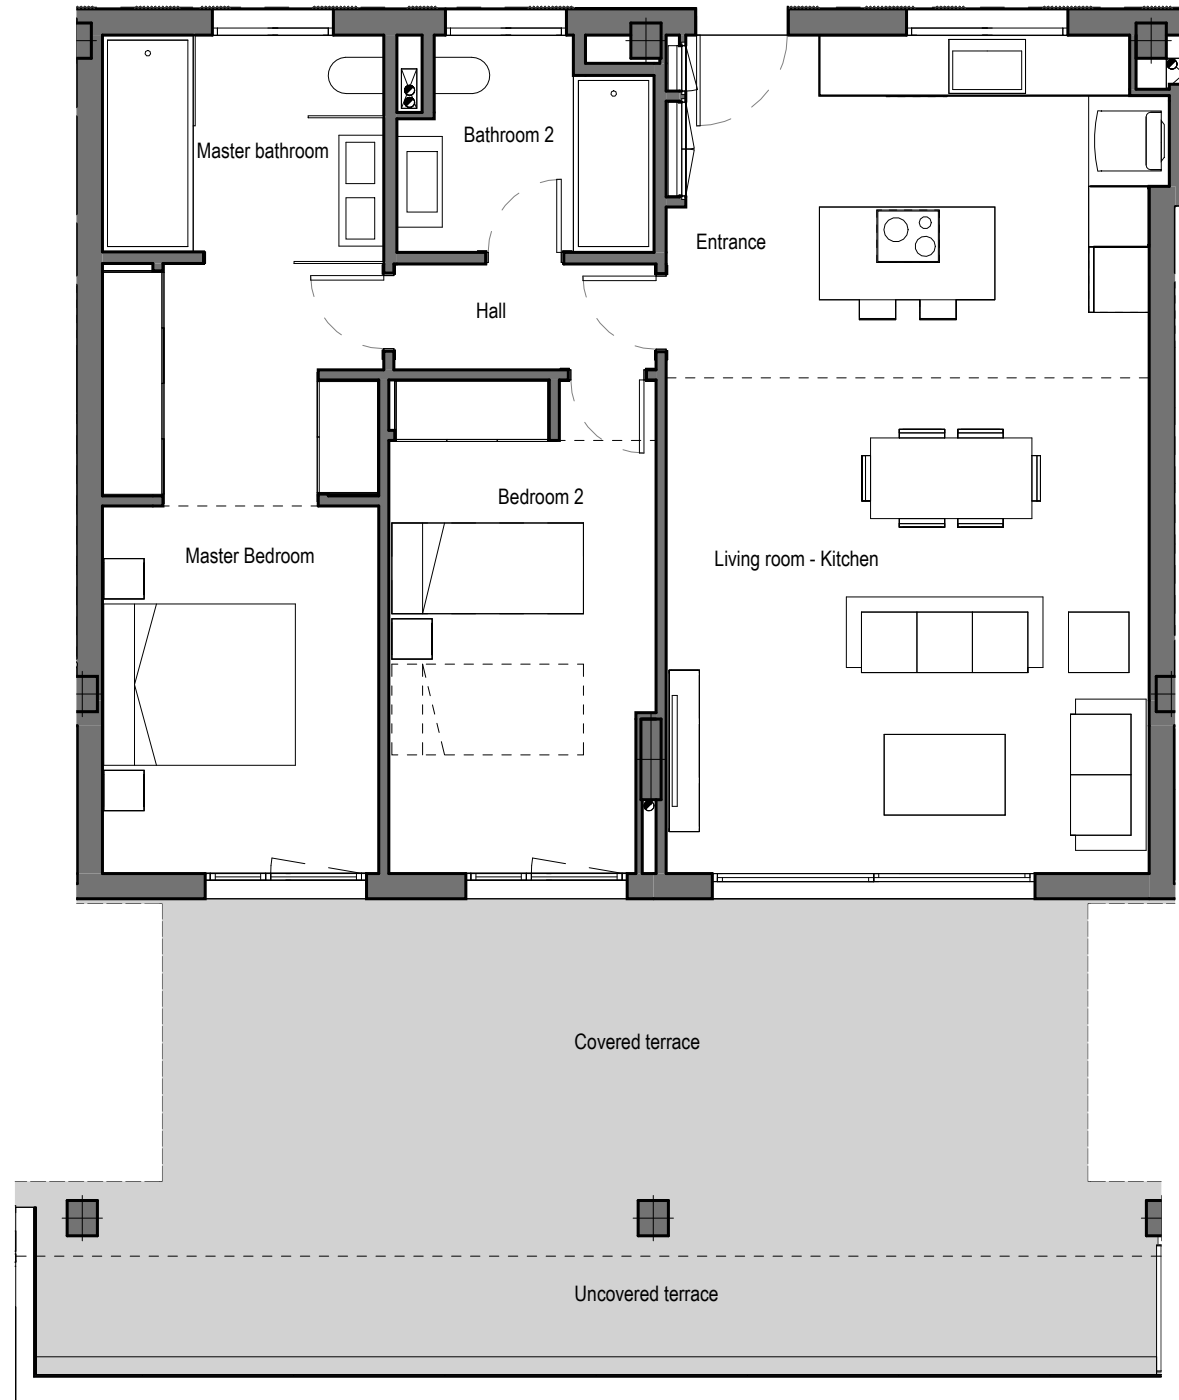 Bathroom 2
Master bathroom
Entrance
Hall
Bedroom 2
Master Bedroom
Living room - Kitchen
Covered terrace
Uncovered terrace